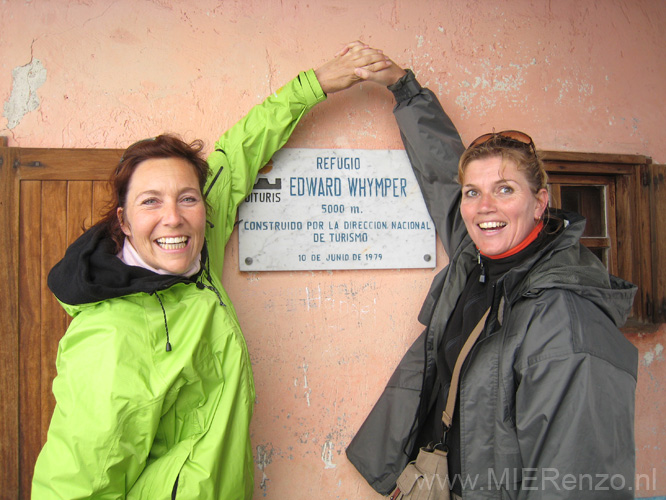 REFUGIO
EDWARD WHYMPER
DITURIS
5000 m.
CONSTRUIDO POR LA DIRECCION NACIONAL
DE TURISMO
10 DE JUNIO DE 1979
www.MIERenzo.nl